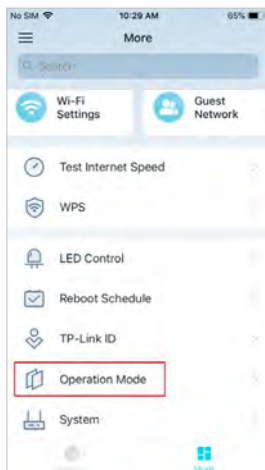 No SIM 10:29 AM 65%
More
Search
Wi-Fi
Settings
Guest
Network
Test Internet Speed
WPS
LED Control
Reboot Schedule
TP-Link ID
Operation Mode
System
More